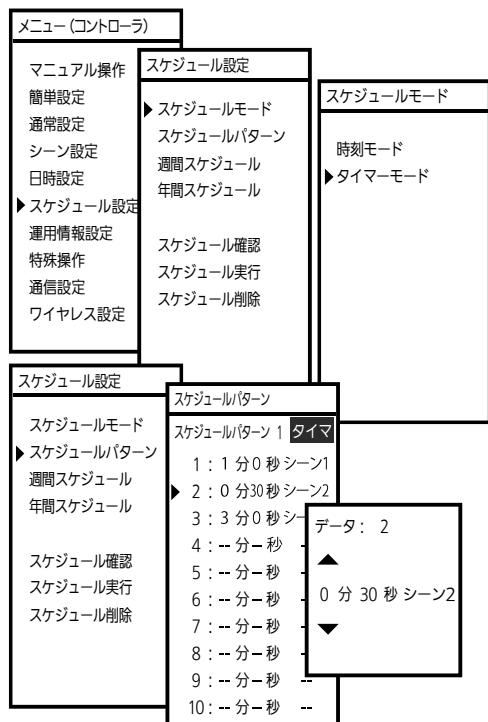 メニュー(コントローラ)
マニュアル操作
簡単設定
通常設定
シーン設定
日時設定
スケジュール設定
運用情報設定
特殊操作
通信設定
ワイヤレス設定
スケジュール設定
スケジュールモード
スケジュールパターン
週間スケジュール
年間スケジュール
スケジュール確認
スケジュール実行
スケジュール削除
スケジュールモード
時刻モード
タイマーモード
スケジュール設定
スケジュールモード
スケジュールパターン
週間スケジュール
年間スケジュール
スケジュール確認
スケジュール実行
スケジュール削除
スケジュールパターン
スケジュールパターン 1 タイマ
1 : 1 分 0 秒 シーン1
2 : 0 分30 秒 シーン2
3 : 3 分 0 秒 シー
4 : -- 分 -- 秒 --
5 : -- 分 -- 秒 -
6 : -- 分 -- 秒 -
7 : -- 分 -- 秒 -
8 : -- 分 -- 秒 -
9 : -- 分 -- 秒 --
10 : -- 分 -- 秒 --
データ: 2
0 分 30 秒 シーン2